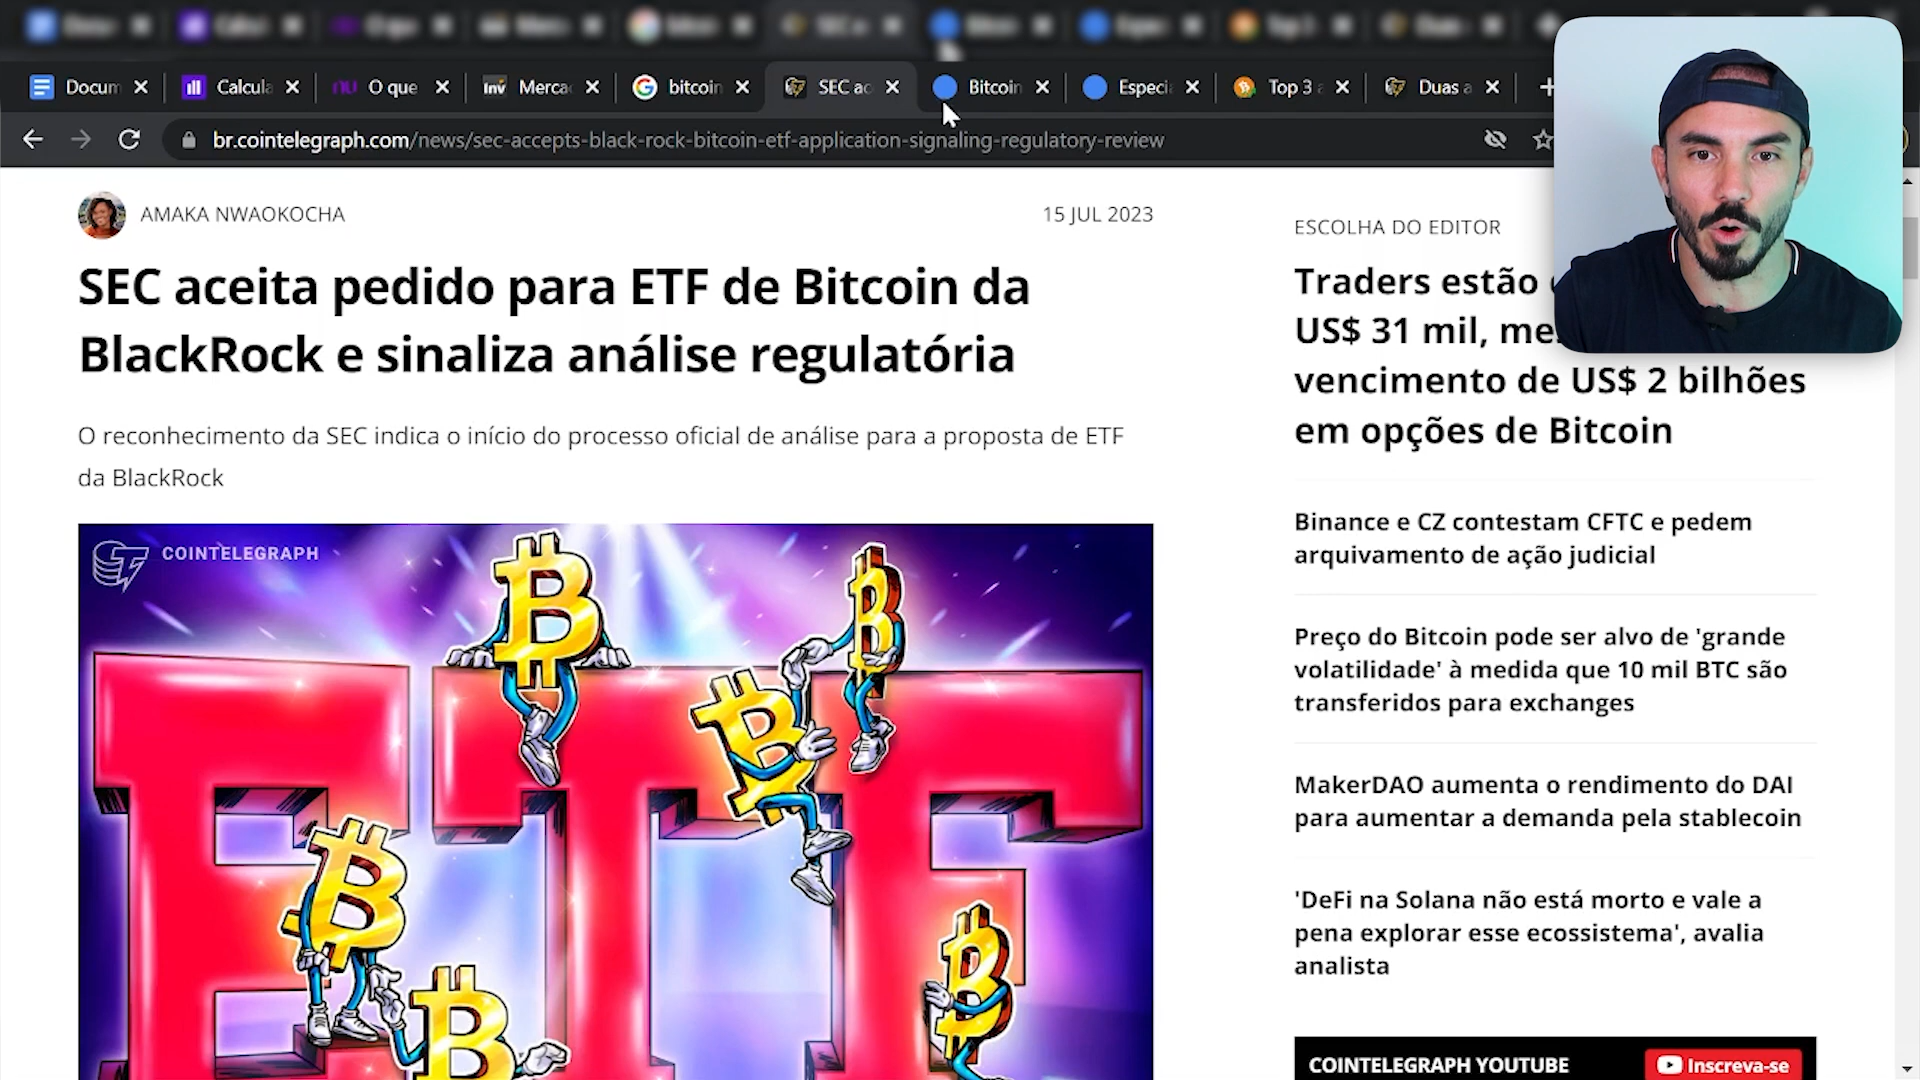 Docum
Calcula
nu O que
Inv Merca
bitcoin
SEC ac
Bitcoin
Especi
Top 3 a
Duas a
br.cointelegraph.com/news/sec-accepts-black-rock-bitcoin-etf-application-signaling-regulatory-review
AMAKA NWAOKOCHA
15 JUL 2023
SEC aceita pedido para ETF de Bitcoin da
BlackRock e sinaliza análise regulatória
O reconhecimento da SEC indica o início do processo oficial de análise para a proposta de ETF
da BlackRock
COINTELEGRAPH
ETF
ESCOLHA DO EDITOR
Traders estão
US$ 31 mil,
vencimento de US$ 2 bilhões
em opções de Bitcoin
Binance e CZ contestam CFTC e pedem
arquivamento de ação judicial
Preço do Bitcoin pode ser alvo de 'grande
volatilidade' à medida que 10 mil BTC são
transferidos para exchanges
MakerDAO aumenta o rendimento do DAI
para aumentar a demanda pela stablecoin
'DeFi na Solana não está morto e vale a
pena explorar esse ecossistema', avalia
analista
COINTELEGRAPH YOUTUBE
Inscreva-se